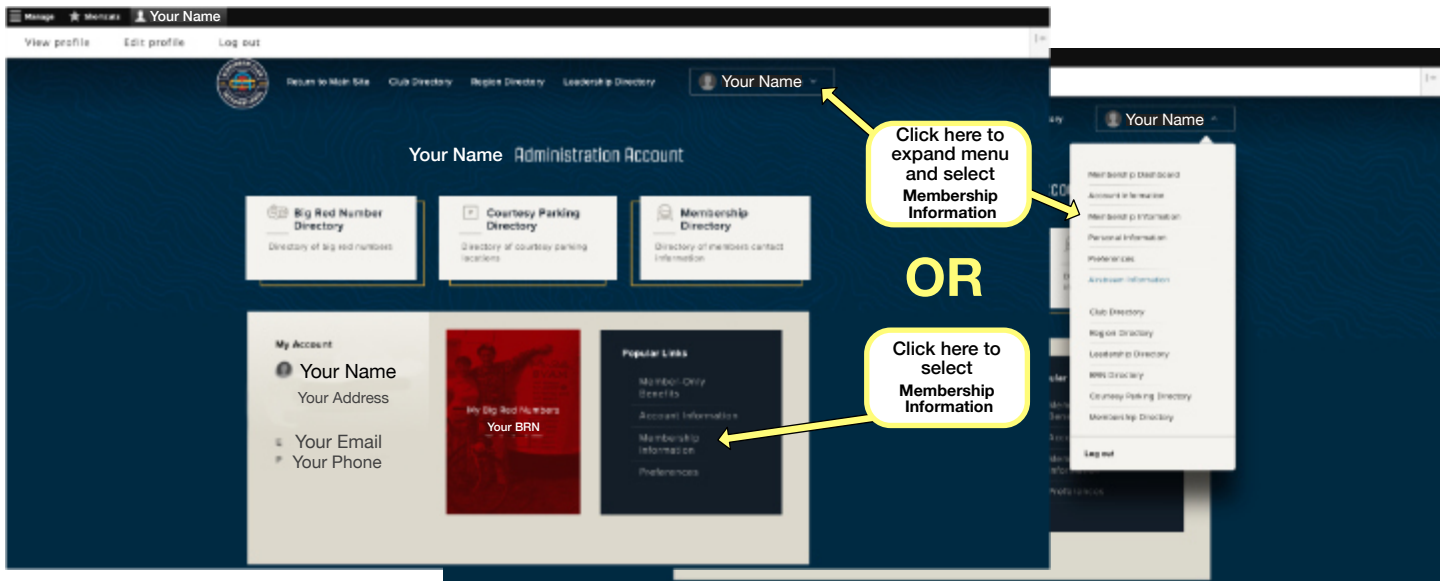 Manage Shortcuts Your Name
View profile Edit profile Log out
Return to Main Site Club Directory Region Directory Leadership Directory Your Name
Your Name Administration Account
Big Red Number
Directory
Directory of big red numbers
Courtesy Parking
Directory
Directory of courtesy parking
locations
Membership
Directory
Directory of members contact
information
My Account
Your Name
Your Address
E Your Email
P Your Phone
My Big Red Numbers
Your BRN
Popular Links
Member-Only
Benefits
Account Information
Membership
Information
Preferences
Click here to
expand menu
and select
Membership
Information
OR
Click here to
select
Membership
Information
Your Name
Membership Dashboard
Account Information
Membership Information
Personal Information
Preferences
Airstream Information
Club Directory
Region Directory
Leadership Directory
BRN Directory
Courtesy Parking Directory
Membership Directory
Log out
Preferences